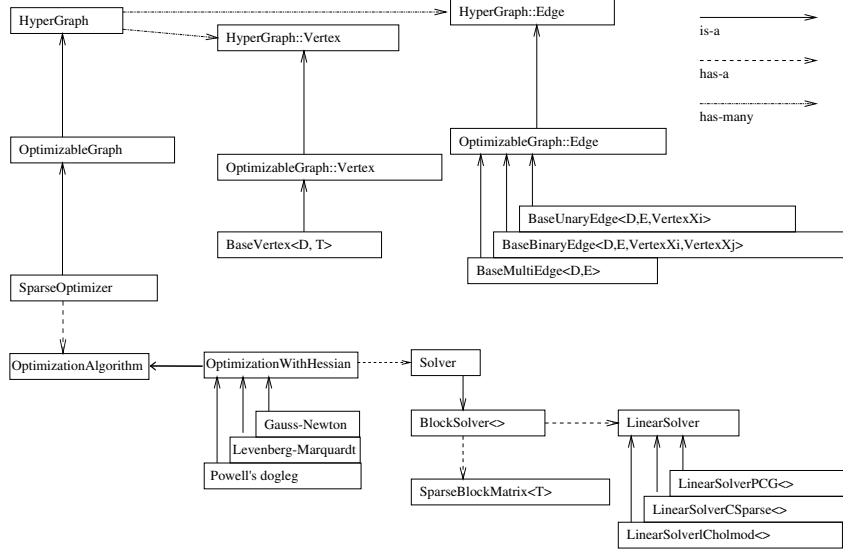 HyperGraph
HyperGraph::Edge
HyperGraph::Vertex
is-a
has-a
has-many
OptimizableGraph
OptimizableGraph::Edge
OptimizableGraph::Vertex
BaseUnaryEdge<D,E,VertexXi>
BaseVertex<D, T>
BaseBinaryEdge<D,E,VertexXi,VertexXj>
BaseMultiEdge<D,E>
SparseOptimizer
OptimizationAlgorithm
OptimizationWithHessian
Solver
Gauss-Newton
BlockSolver<>
LinearSolver
Levenberg-Marquardt
Powell's dogleg
SparseBlockMatrix<T>
LinearSolverPCG<>
LinearSolverCSparse<>
LinearSolverlCholmod<>